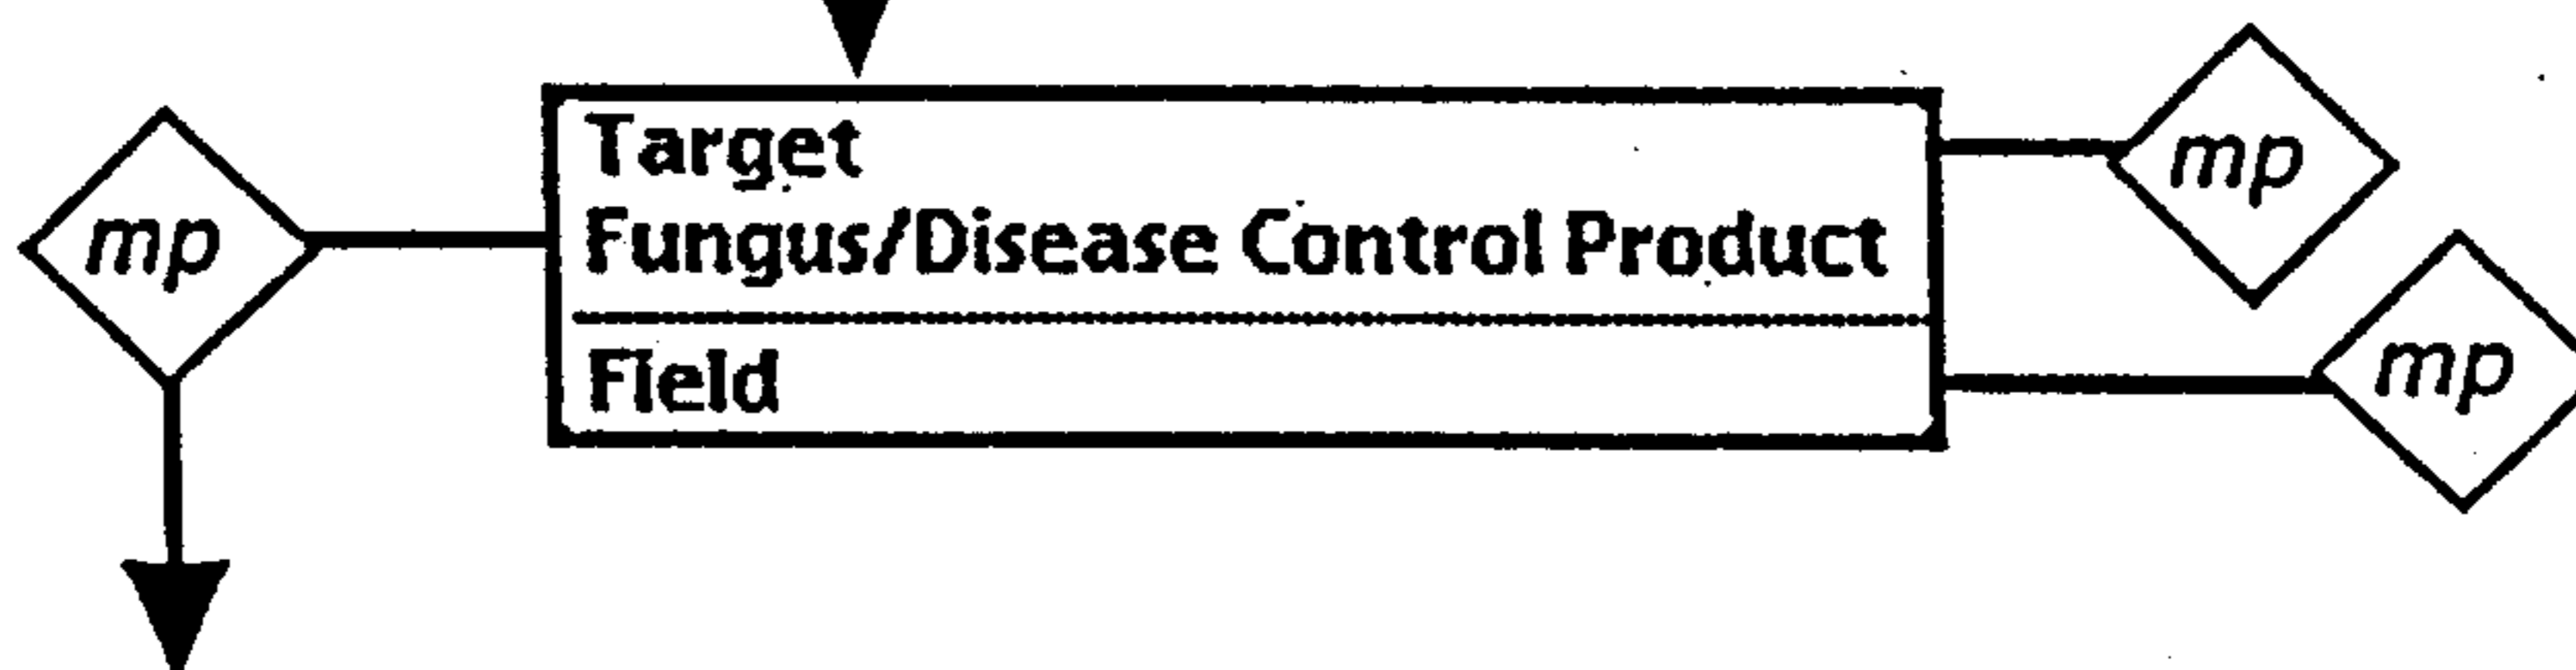 mp
Target
Fungus/Disease Control Product
Field
mp
mp